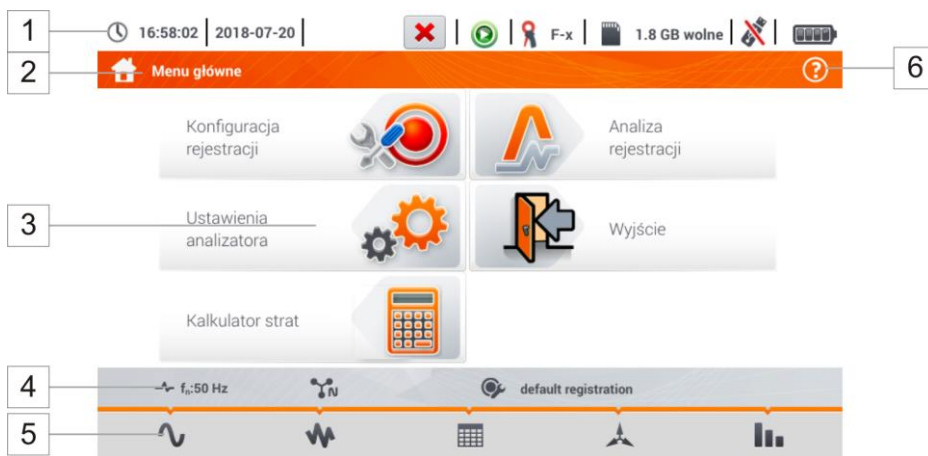 1
16:58:02 2018-07-20 F-x 1.8 GB wolne
2
Menu główne
?
6
Konfiguracja
rejestracji
Analiza
rejestracji
3
Ustawienia
analizatora
Wyjście
Kalkulator strat
4
fn:50 Hz N default registration
5